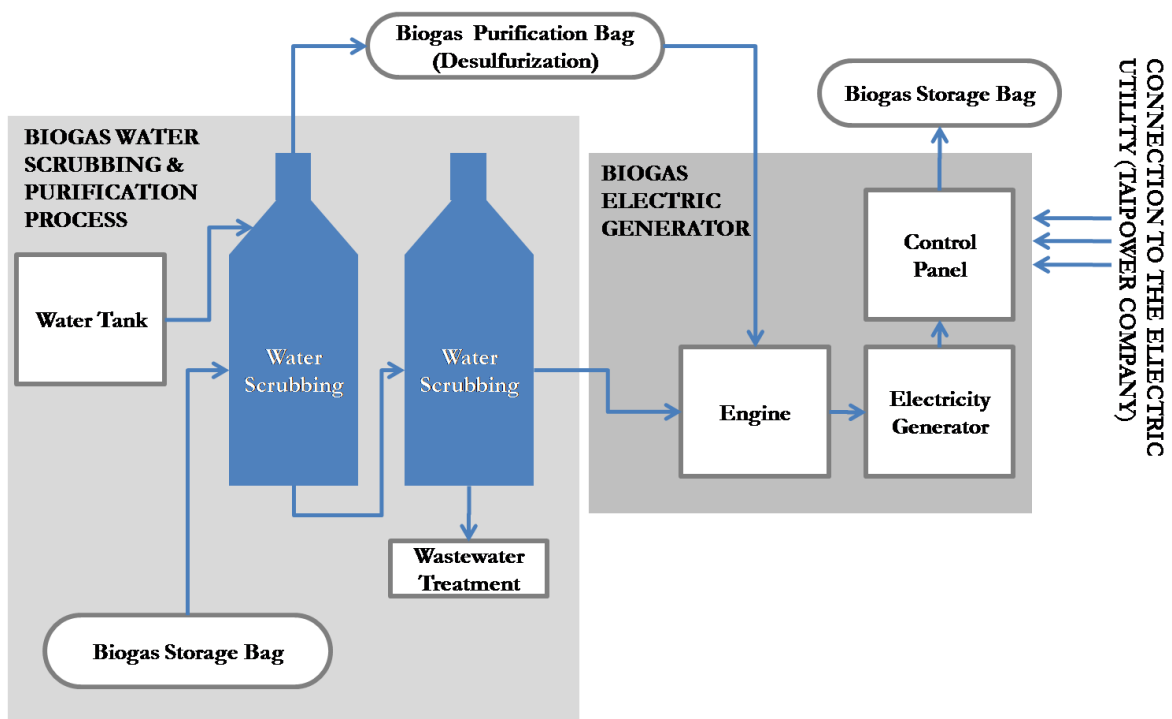 Biogas Purification Bag
(Desulfurization)
Biogas Storage Bag
CONNECTION TO THE ELIECTRIC
UTILITY (TAIPOWER COMPANY)
BIOGAS WATER
SCRUBBING &
PURIFICATION
PROCESS
BIOGAS
ELECTRIC
GENERATOR
Water Tank
Water
Scrubbing
Water
Scrubbing
Control
Panel
Engine
Electricity
Generator
Wastewater
Treatment
Biogas Storage Bag